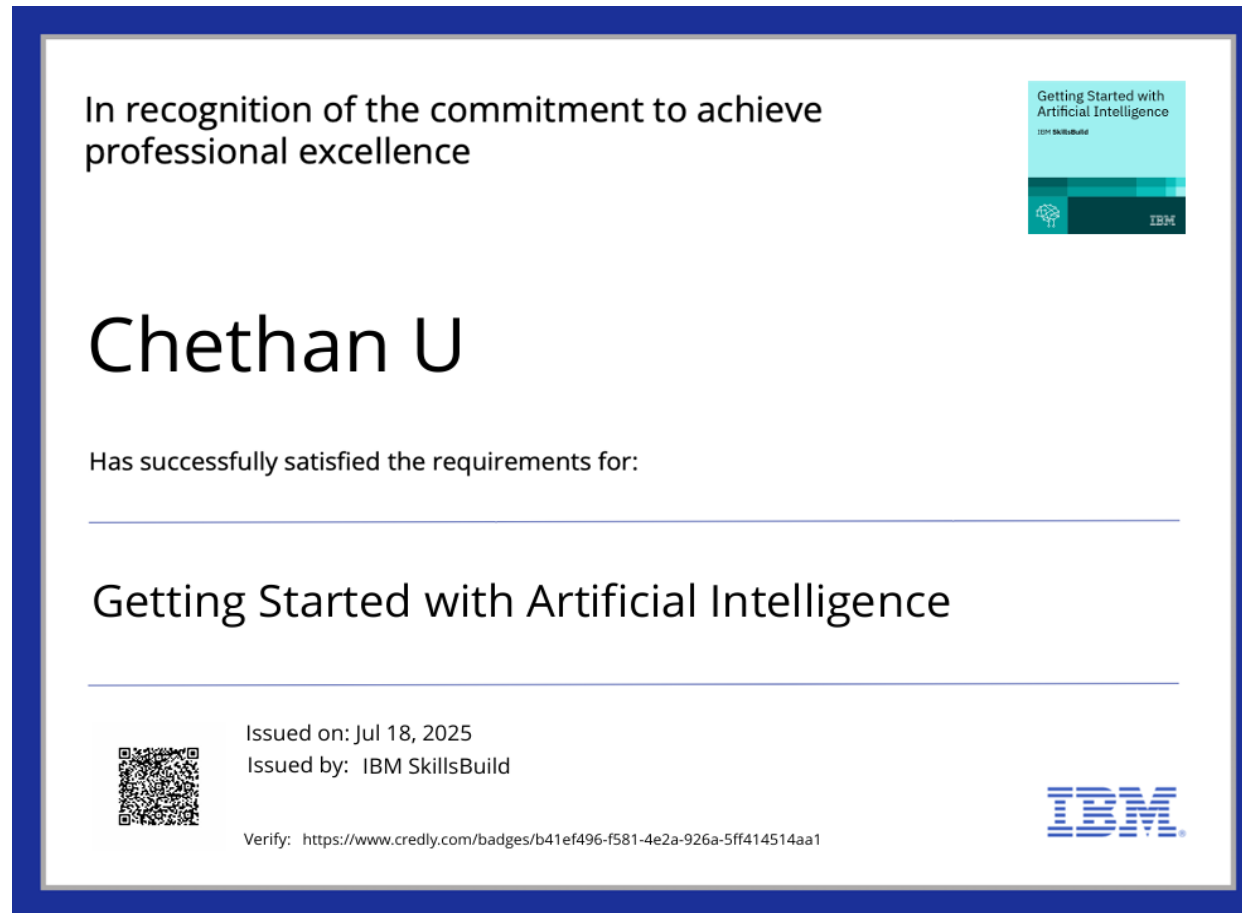 In recognition of the commitment to achieve
professional excellence
Getting Started with
Artificial Intelligence
IBM SkillsBuild
IBM
Chethan U
Has successfully satisfied the requirements for:
Getting Started with Artificial Intelligence
Issued on: Jul 18, 2025
Issued by: IBM SkillsBuild
Verify: https://www.credly.com/badges/b41ef496-f581-4e2a-926a-5ff414514aa1
IBM®